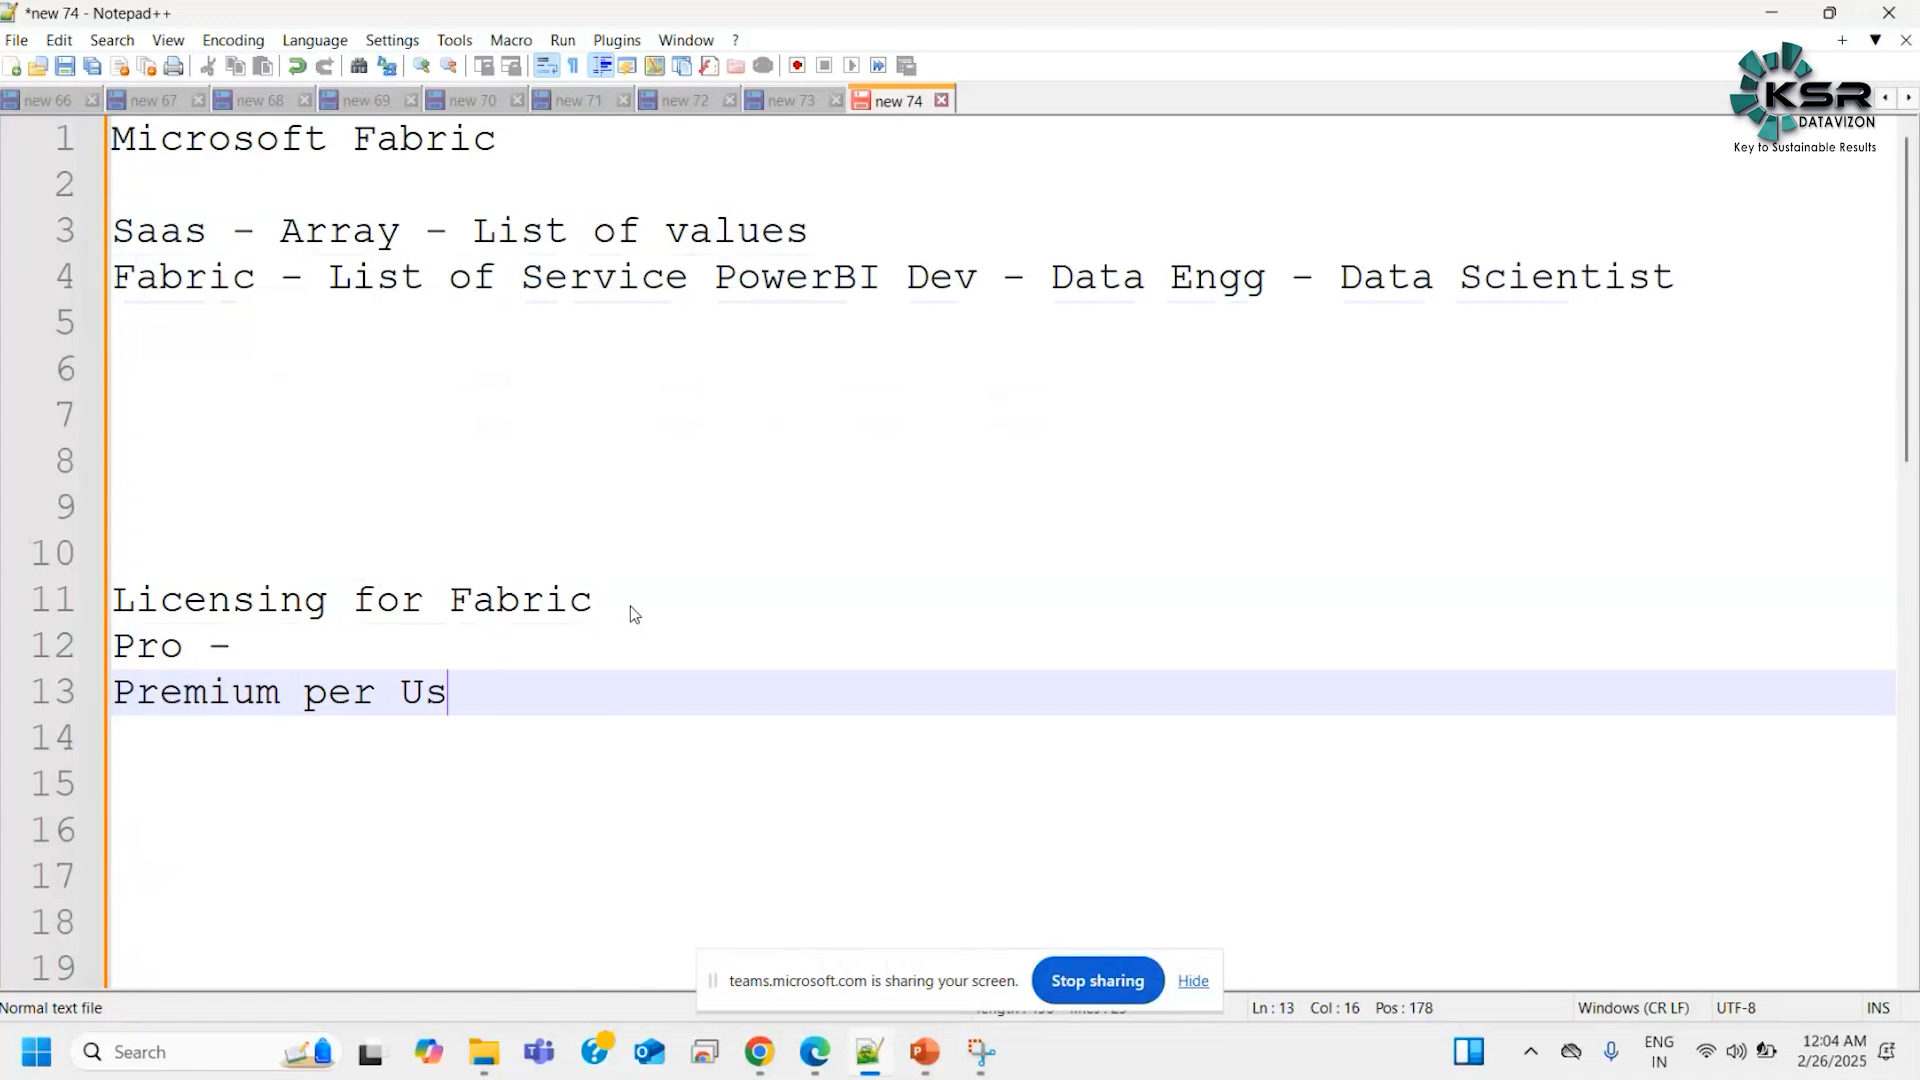 *new 74 - Notepad++
File Edit Search View Encoding Language Settings Tools Macro Run Plugins Window ?
new 66 new 67 new 68 new 69 new 70 new 71 new 72 new 73 new 74
KSR
DATAVIZON
Key to Sustainable Results
1 Microsoft Fabric
2
3 Saas - Array - List of values
4 Fabric - List of Service PowerBI Dev - Data Engg - Data Scientist
5
6
7
8
9
10
11 Licensing for Fabric
12 Pro -
13 Premium per Us
14
15
16
17
18
19
teams.microsoft.com is sharing your screen. Stop sharing Hide
Normal text file Ln : 13 Col : 16 Pos : 178 Windows (CR LF) UTF-8 INS
Search ENG 12:04 AM
IN 2/26/2025